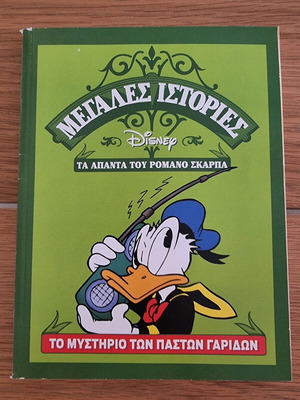 ΜΕΓΑΛΕΣ ΙΣΤΟΡΙΕΣ
Disney
ΤΑ ΑΠΑΝΤΑ ΤΟΥ ΡΟΜΑΝΟ ΣΚΑΡΠΑ
ΤΟ ΜΥΣΤΗΡΙΟ ΤΩΝ ΠΑΣΤΩΝ ΓΑΡΙΔΩΝ